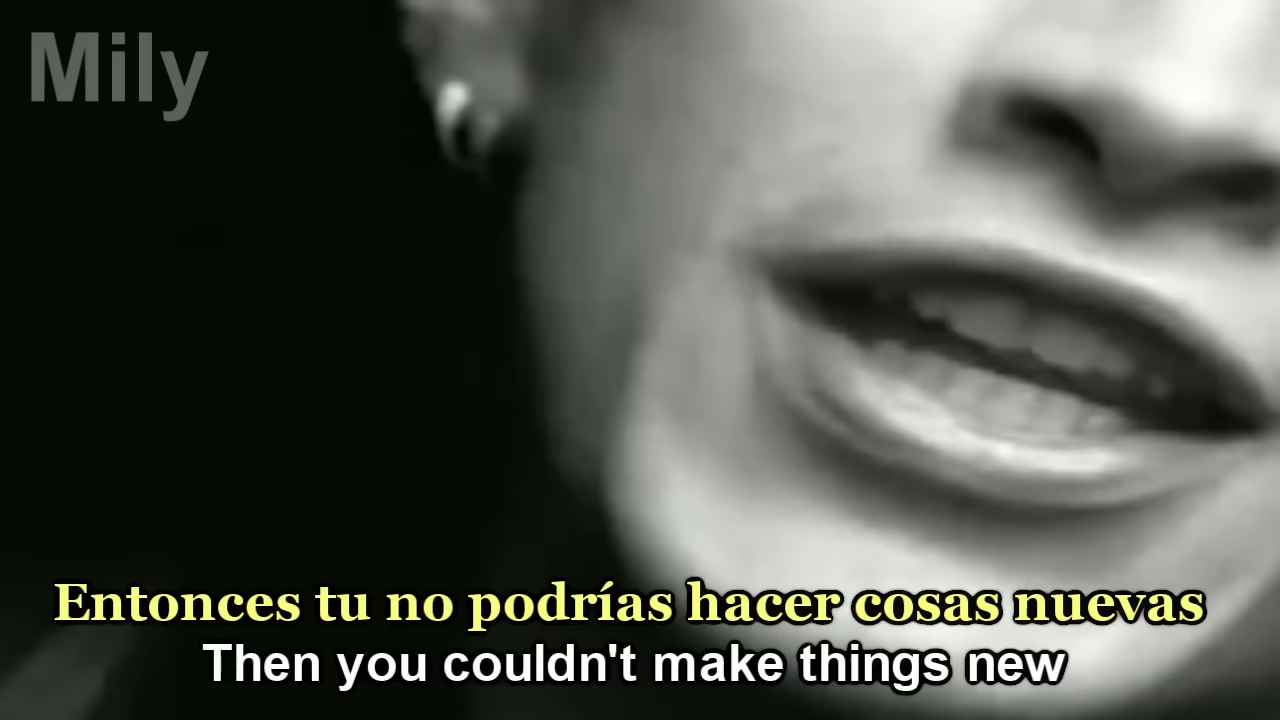 Mily
Entonces tu no podrías hacer cosas nuevas
Then you couldn't make things new